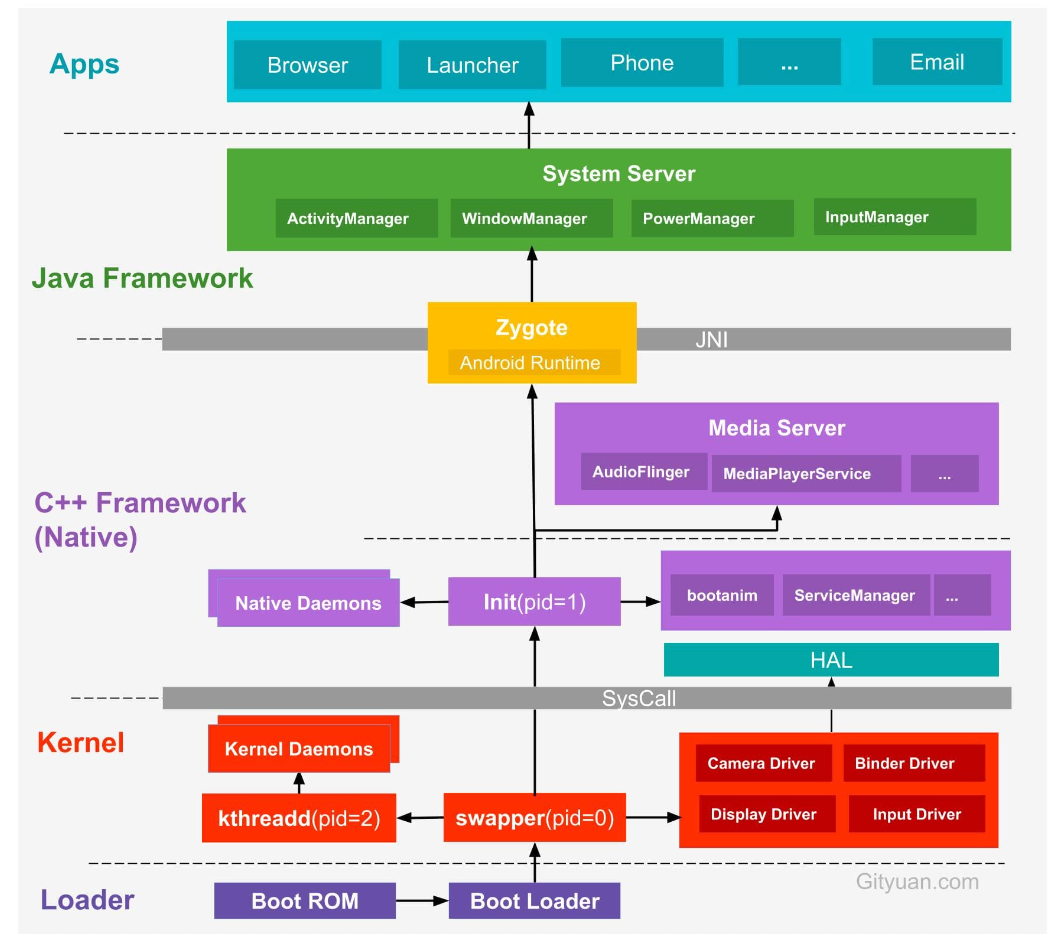 Apps
Browser
Launcher
Phone
...
Email
System Server
ActivityManager
WindowManager
PowerManager
InputManager
Java Framework
Zygote
Android Runtime
JNI
Media Server
AudioFlinger
MediaPlayerService
...
C++ Framework
(Native)
Native Daemons
Init(pid=1)
bootanim
ServiceManager
...
HAL
SysCall
Kernel
Kernel Daemons
Camera Driver
Binder Driver
kthreadd(pid=2)
swapper(pid=0)
Display Driver
Input Driver
Gityuan.com
Loader
Boot ROM
Boot Loader